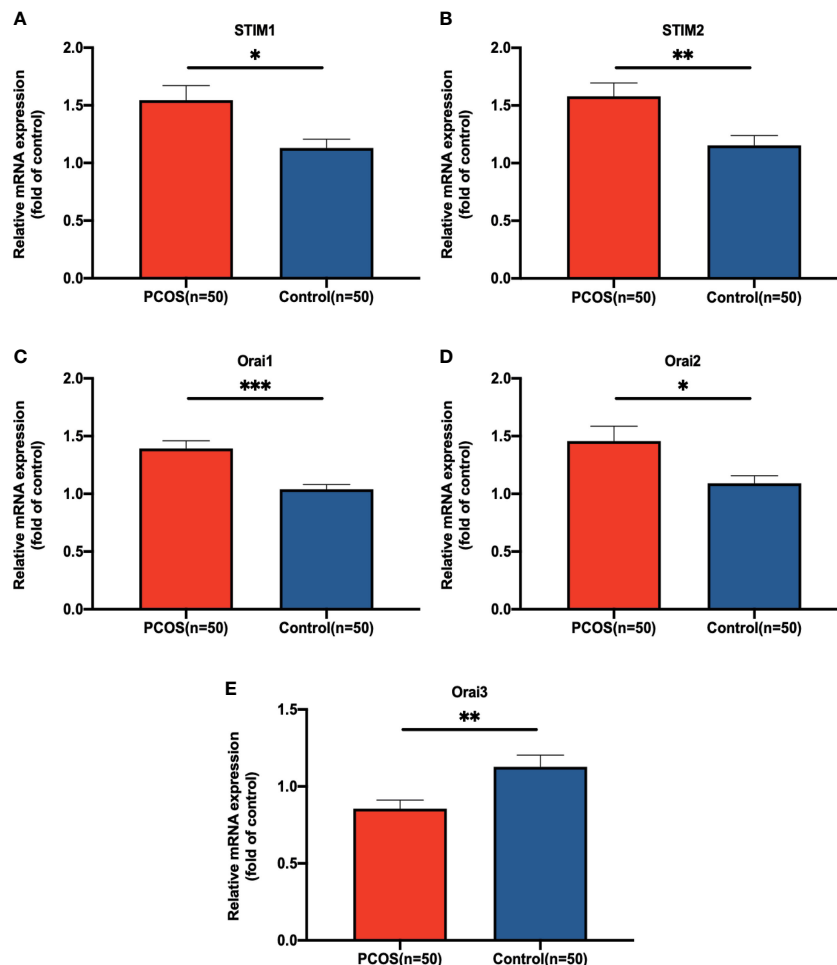 A
STIM1
*
2.0
1.5
1.0
0.5
0.0
Relative mRNA expression
(fold of control)
PCOS(n=50)
Control(n=50)
B
STIM2
**
2.0
1.5
1.0
0.5
0.0
Relative mRNA expression
(fold of control)
PCOS(n=50)
Control(n=50)
C
Orai1
***
2.0
1.5
1.0
0.5
0.0
Relative mRNA expression
(fold of control)
PCOS(n=50)
Control(n=50)
D
Orai2
*
2.0
1.5
1.0
0.5
0.0
Relative mRNA expression
(fold of control)
PCOS(n=50)
Control(n=50)
E
Orai3
**
1.5
1.0
0.5
0.0
Relative mRNA expression
(fold of control)
PCOS(n=50)
Control(n=50)